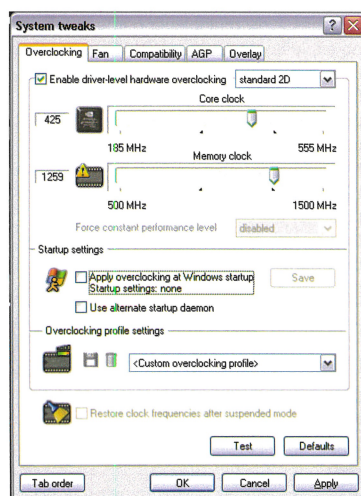 System tweaks
Overclocking Fan Compatibility AGP Overlay
Enable driver-level hardware overclocking standard 2D
Core clock
425
185 MHz 555 MHz
Memory clock
1259
500 MHz 1500 MHz
Force constant performance level disabled
Startup settings
Apply overclocking at Windows startup
Startup settings: none
Save
Use alternate startup daemon
Overclocking profile settings
<Custom overclocking profile>
Restore clock frequencies after suspended mode
Test Defaults
Tab order OK Cancel Apply